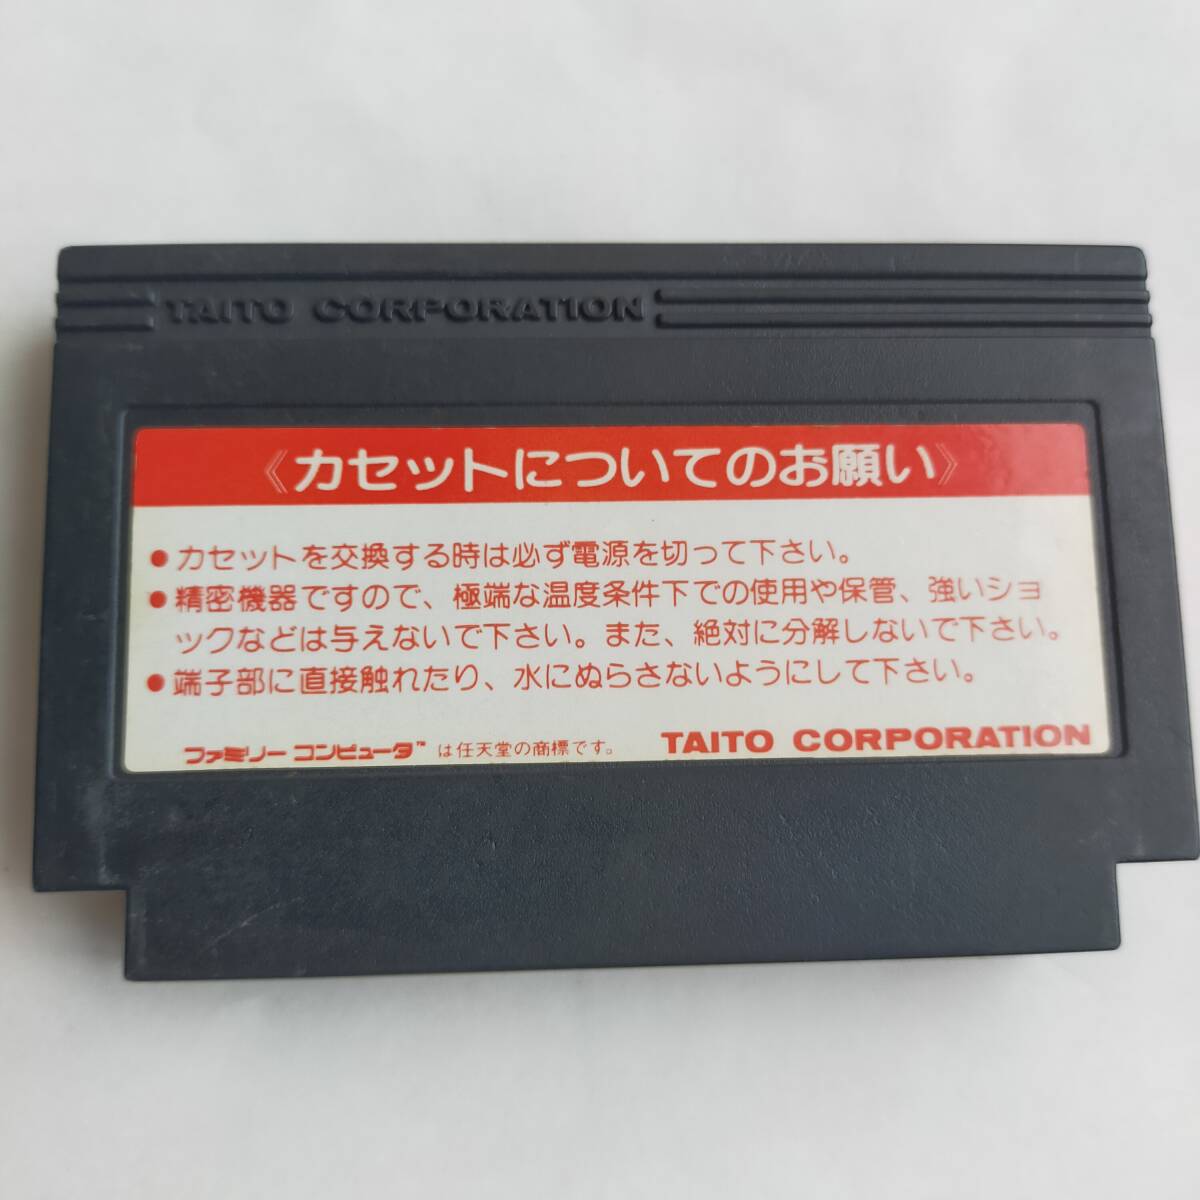 TAITO CORPORATION
《カセットについてのお願い》
●カセットを交換する時は必ず電源を切って下さい。
●精密機器ですので、極端な温度条件下での使用や保管、強いショ
ックなどは与えないで下さい。また、絶対に分解しないで下さい。
●端子部に直接触れたり、水にぬらさないようにして下さい。
ファミリーコンピュータ™は任天堂の商標です。 TAITO CORPORATION